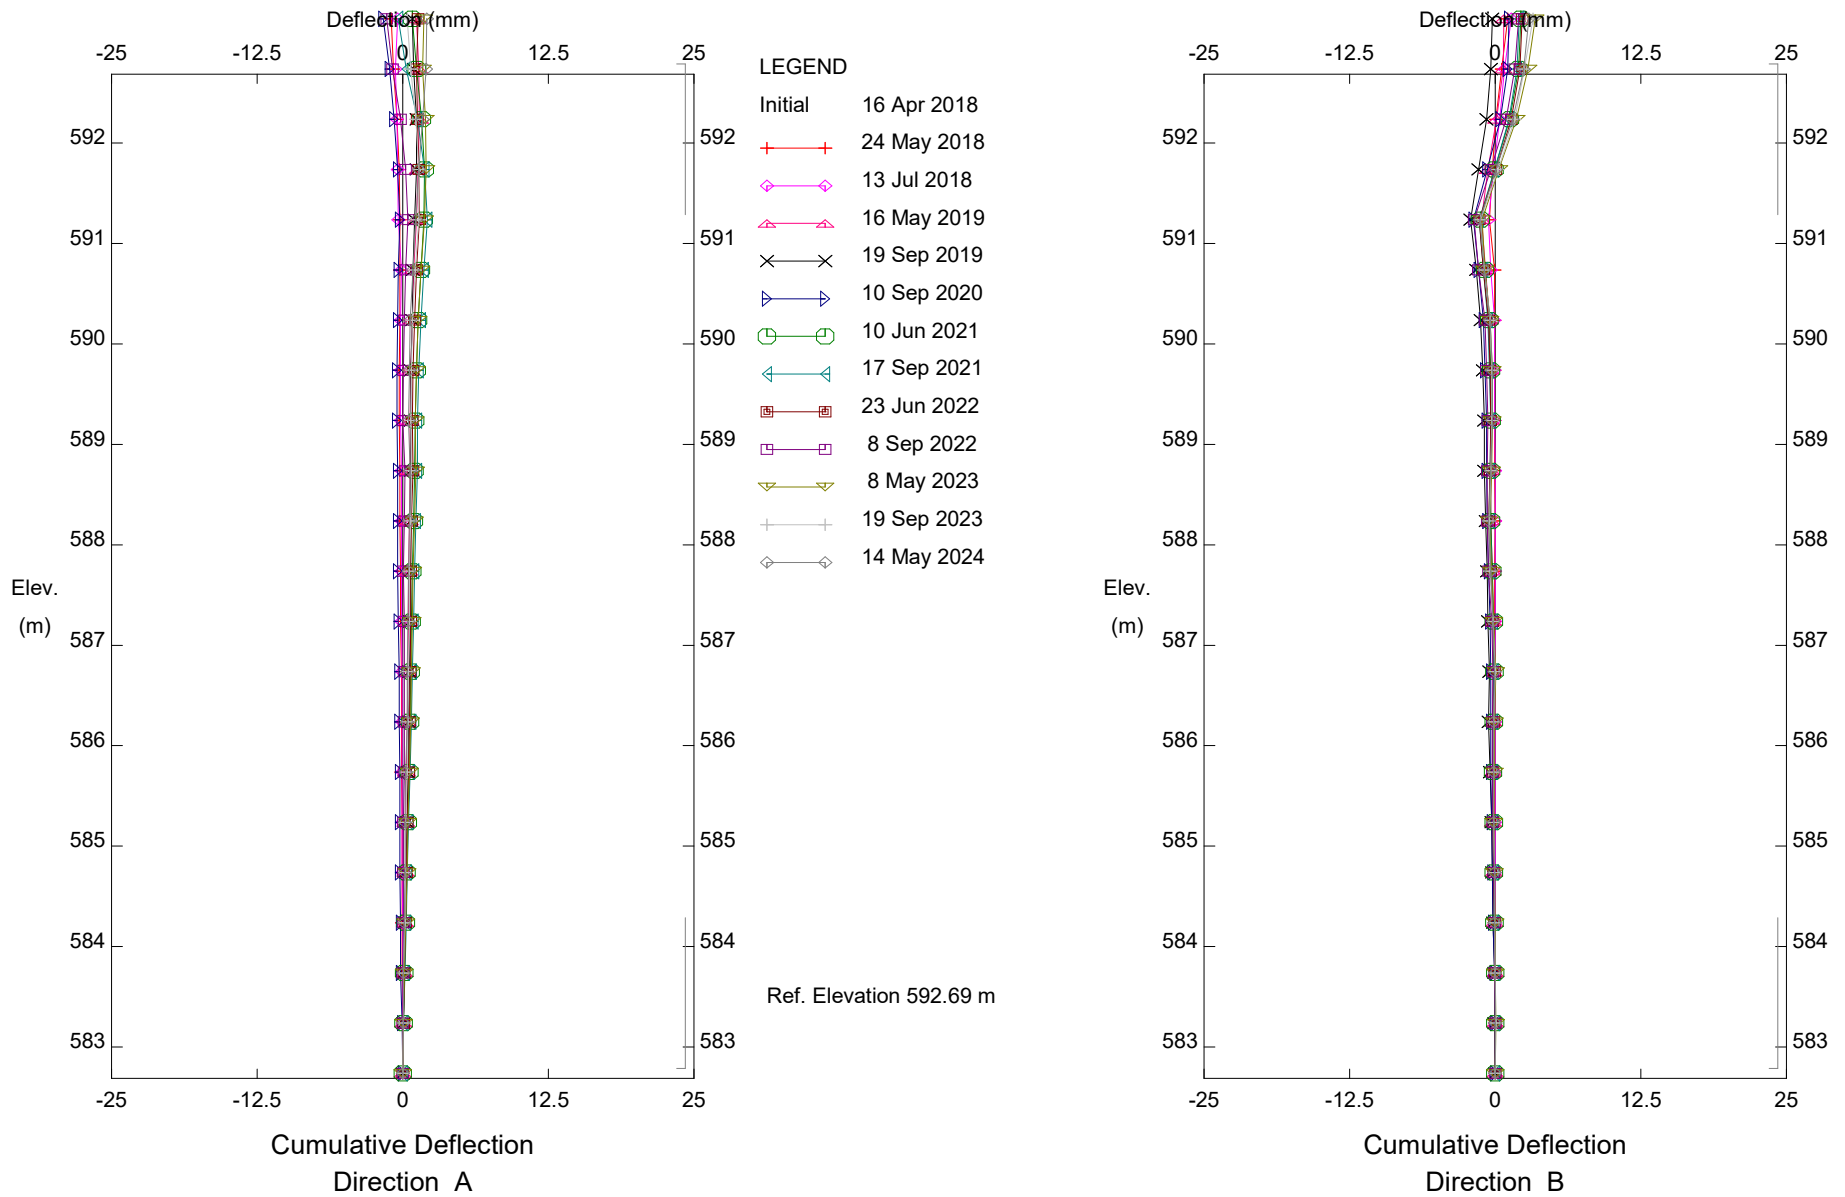 Deflection (mm)
-25 -12.5 0 12.5 25
592 592
591 591
590 590
589 589
588 588
587 587
586 586
585 585
584 584
583 583
Elev.
(m)
-25 -12.5 0 12.5 25
Cumulative Deflection
Direction A
LEGEND
Initial 16 Apr 2018
24 May 2018
13 Jul 2018
16 May 2019
19 Sep 2019
10 Sep 2020
10 Jun 2021
17 Sep 2021
23 Jun 2022
8 Sep 2022
8 May 2023
19 Sep 2023
14 May 2024
Ref. Elevation 592.69 m
Deflection (mm)
-25 -12.5 0 12.5 25
592 592
591 591
590 590
589 589
588 588
587 587
586 586
585 585
584 584
583 583
Elev.
(m)
-25 -12.5 0 12.5 25
Cumulative Deflection
Direction B